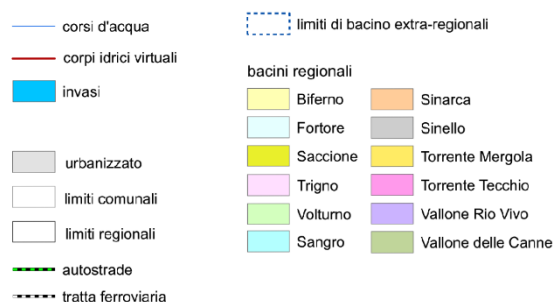 corsi d'acqua
corpi idrici virtuali
invasi
urbanizzato
limiti comunali
limiti regionali
autostrade
tratta ferroviaria
limiti di bacino extra-regionali
bacini regionali
Biferno
Fortore
Saccione
Trigno
Volturno
Sangro
Sinarca
Sinello
Torrente Mergola
Torrente Tecchio
Vallone Rio Vivo
Vallone delle Canne